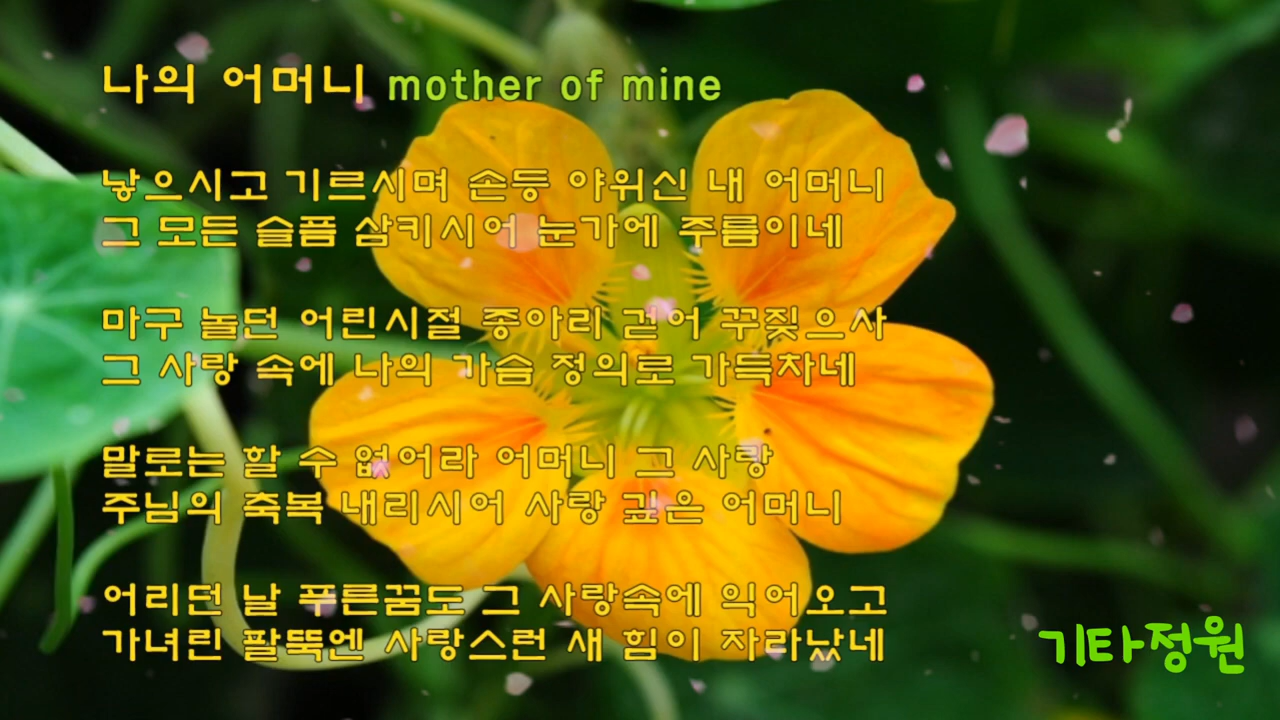 나의 어머니 mother of mine
낳으시고 기르시며 손등 야위신 내 어머니
그 모든 슬픔 삼키시어 눈가에 주름이네
마구 놀던 어린시절 종아리 걷어 꾸짖으사
그 사랑 속에 나의 가슴 정의로 가득차네
말로는 할 수 없어라 어머니 그 사랑
주님의 축복 내리시어 사랑 깊은 어머니
어리던 날 푸른꿈도 그 사랑속에 익어오고
가녀린 팔뚝엔 사랑스런 새 힘이 자라났네
기타정원